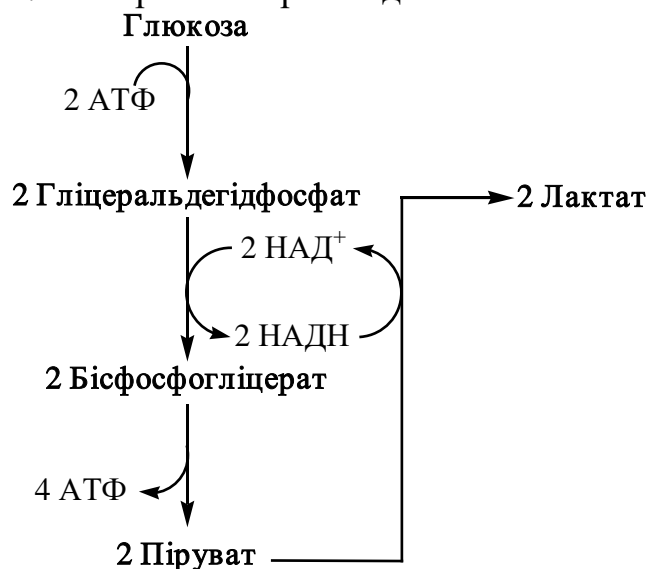 Глюкоза
2 АТФ
2 Гліцеральдегідфосфат
2 Лактат
2 НАД⁺
2 НАДН
2 Бісфосфогліцерат
4 АТФ
2 Піруват